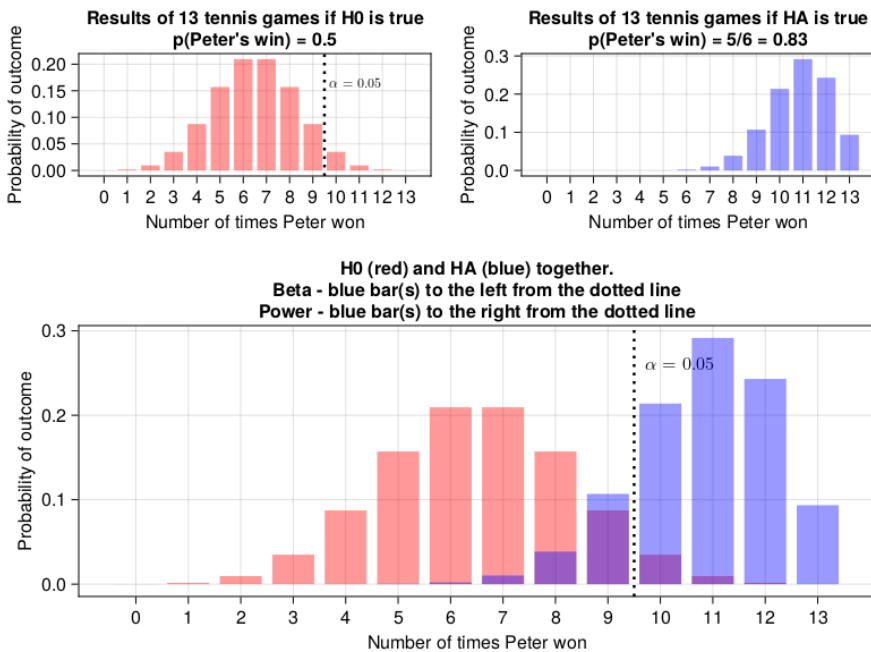 Results of 13 tennis games if H0 is true
p(Peter's win) = 0.5
Probability of outcome
0.20
0.15
0.10
0.05
0.00
α = 0.05
0 1 2 3 4 5 6 7 8 9 10 11 12 13
Number of times Peter won
Results of 13 tennis games if HA is true
p(Peter's win) = 5/6 = 0.83
Probability of outcome
0.3
0.2
0.1
0.0
0 1 2 3 4 5 6 7 8 9 10 11 12 13
Number of times Peter won
H0 (red) and HA (blue) together.
Beta - blue bar(s) to the left from the dotted line
Power - blue bar(s) to the right from the dotted line
Probability of outcome
0.3
0.2
0.1
0.0
α = 0.05
0 1 2 3 4 5 6 7 8 9 10 11 12 13
Number of times Peter won